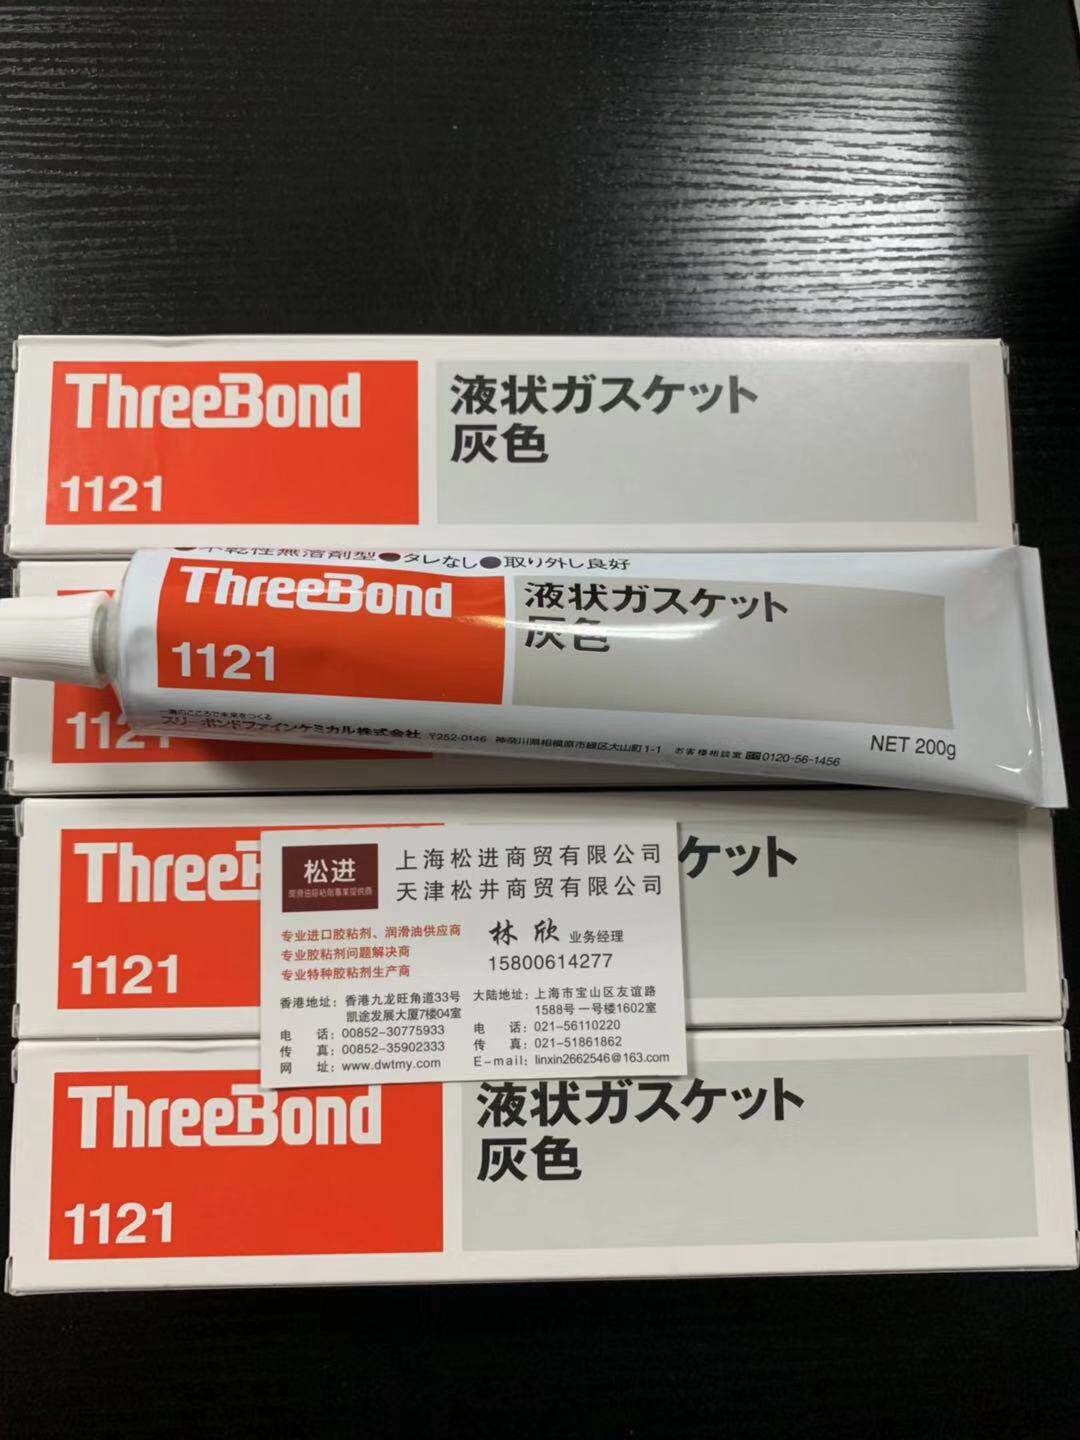 ThreeBond
1121
液状ガスケット
灰色
不乾性無溶剤型●タレなし●取り外し良好
ThreeBond
1121
液状ガスケット
灰色
スリーボンドファインケミカル株式会社 〒252-0146 神奈川県相模原市緑区大山町1-1 お客様相談室 0120-56-1456
NET 200g
112
ThreeB
1121
ケット
松进
上海松进商贸有限公司
天津松井商贸有限公司
专业进口胶粘剂、润滑油供应商
专业胶粘剂问题解决商
专业特种胶粘剂生产商
林欣 业务经理
15800614277
香港地址：香港九龙旺角道33号
凯途发展大厦7楼04室
电 话：00852-30775933
传 真：00852-35902333
网 址：www.dwtmy.com
大陆地址：上海市宝山区友谊路
1588号 一号楼1602室
电 话：021-56110220
传 真：021-51861862
E-mail：linxin2662546@163.com
ThreeBond
1121
液状ガスケット
灰色